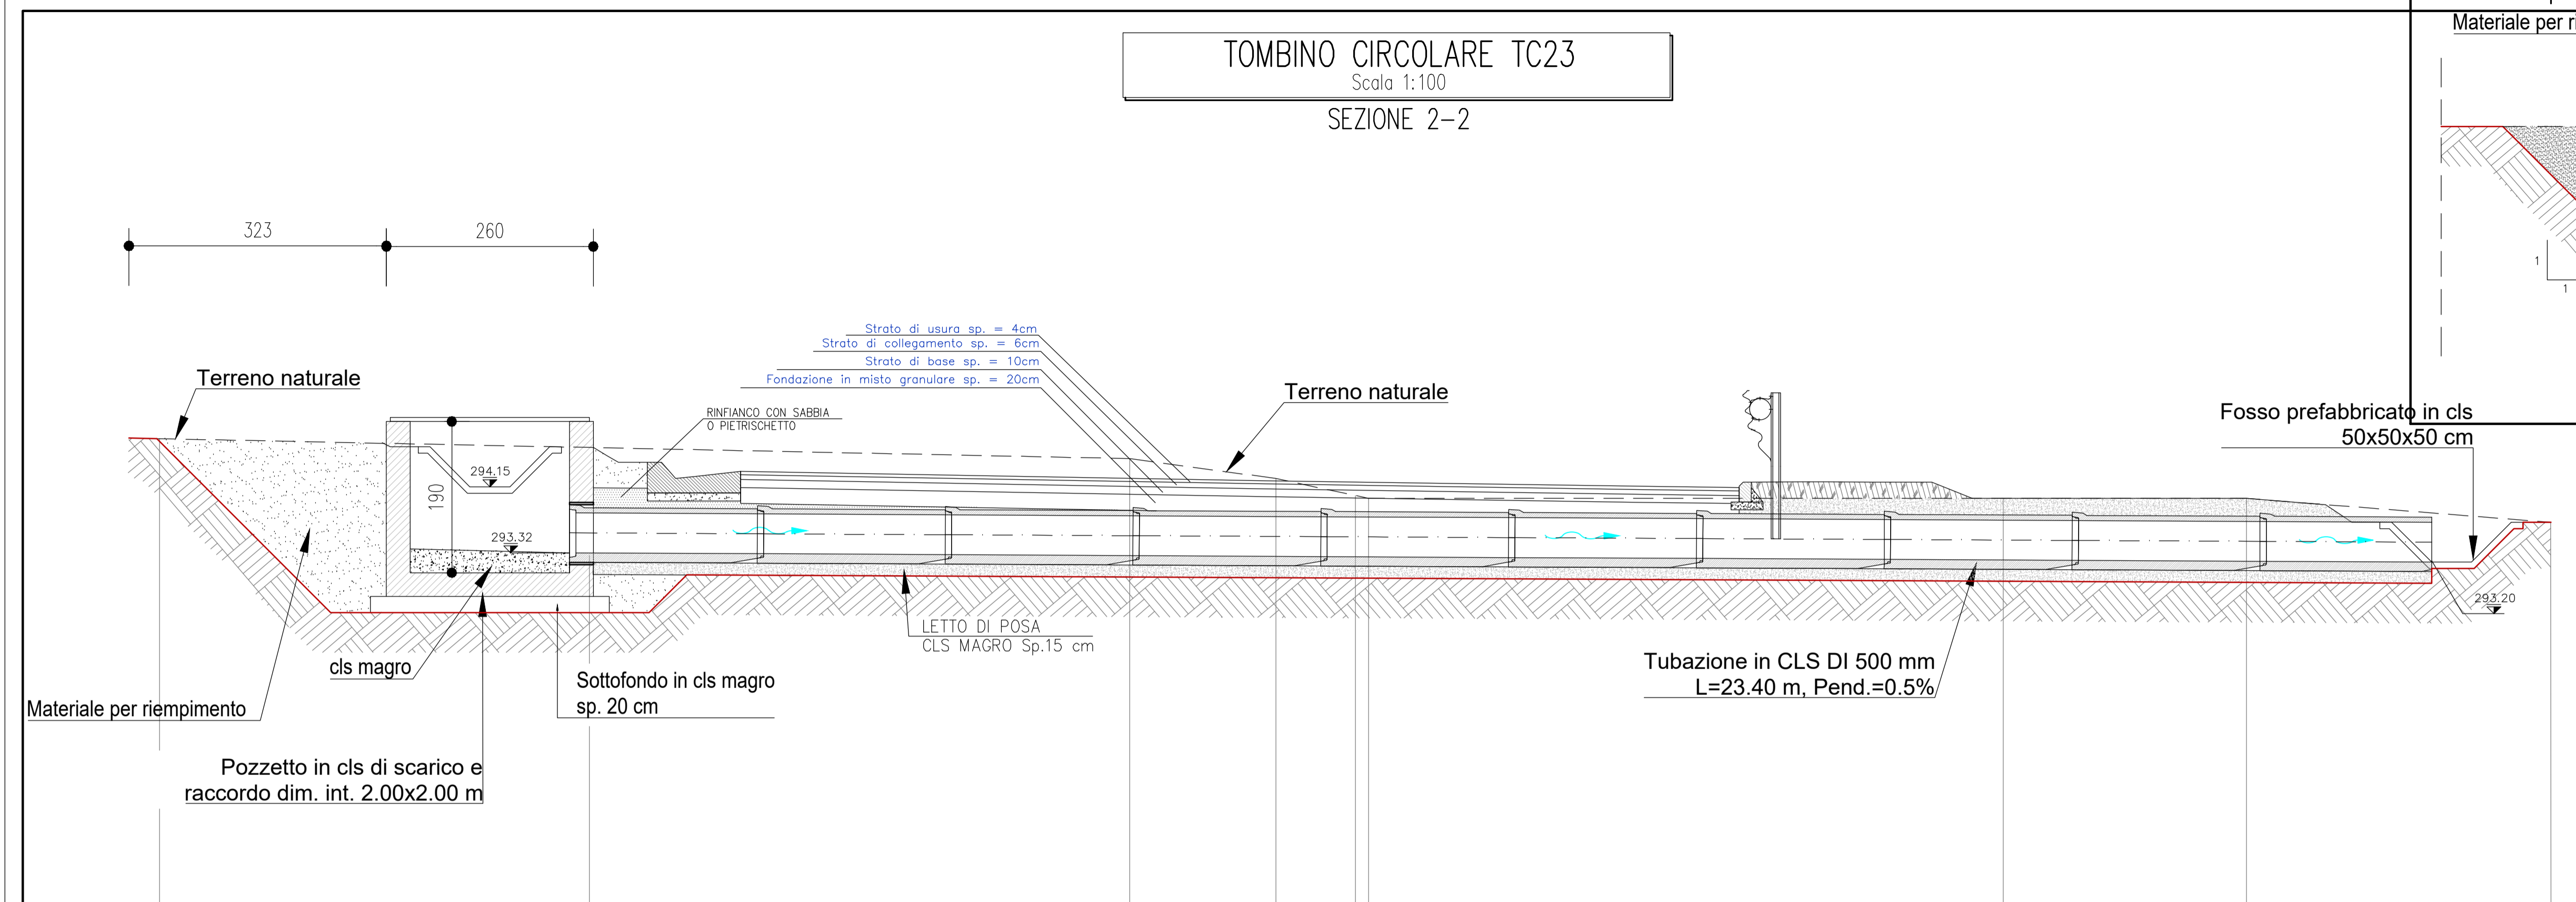 TOMBINO CIRCOLARE TC23
Scala 1:100
SEZIONE 2-2
323
260
Strato di usura sp. = 4cm
Strato di collegamento sp. = 6cm
Strato di base sp. = 10cm
Fondazione in misto granulare sp. = 20cm
RINFIANCO CON SABBIA
O PIETRISCHETTO
Terreno naturale
Terreno naturale
Fosso prefabbricato in cls
50x50x50 cm
190
294.15
293.32
293.20
LETTO DI POSA
CLS MAGRO Sp.15 cm
cls magro
Sottofondo in cls magro
sp. 20 cm
Materiale per riempimento
Pozzetto in cls di scarico e
raccordo dim. int. 2.00x2.00 m
Tubazione in CLS DI 500 mm
L=23.40 m, Pend.=0.5%
Materiale per
1
1